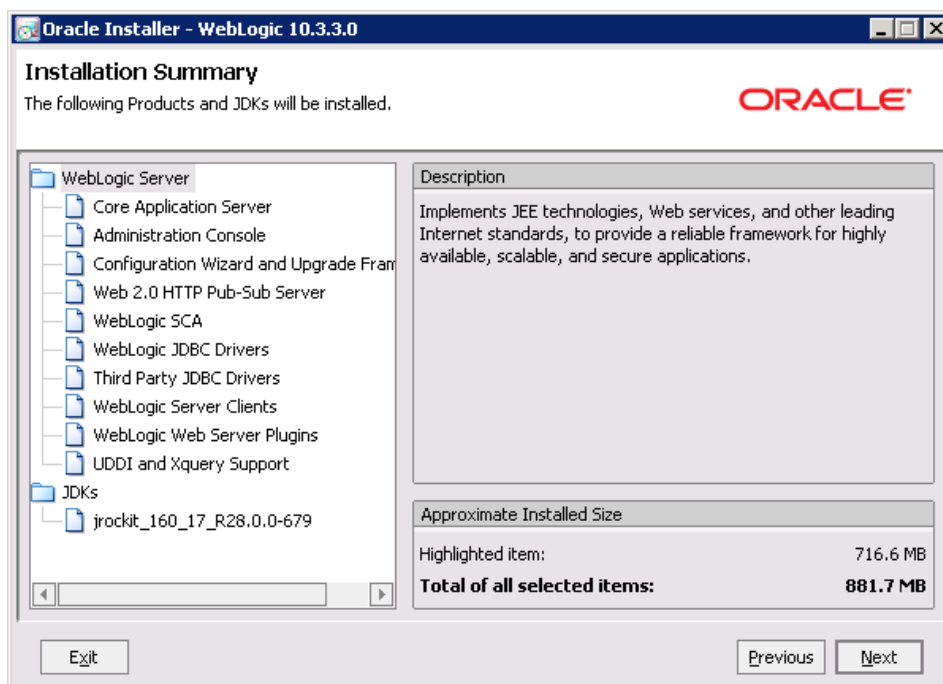 Oracle Installer - WebLogic 10.3.3.0
Installation Summary
The following Products and JDKs will be installed.
ORACLE
WebLogic Server
Core Application Server
Administration Console
Configuration Wizard and Upgrade Fram
Web 2.0 HTTP Pub-Sub Server
WebLogic SCA
WebLogic JDBC Drivers
Third Party JDBC Drivers
WebLogic Server Clients
WebLogic Web Server Plugins
UDDI and Xquery Support
JDKs
jrockit_160_17_R28.0.0-679
Description
Implements JEE technologies, Web services, and other leading
Internet standards, to provide a reliable framework for highly
available, scalable, and secure applications.
Approximate Installed Size
Highlighted item: 716.6 MB
Total of all selected items: 881.7 MB
Exit
Previous
Next